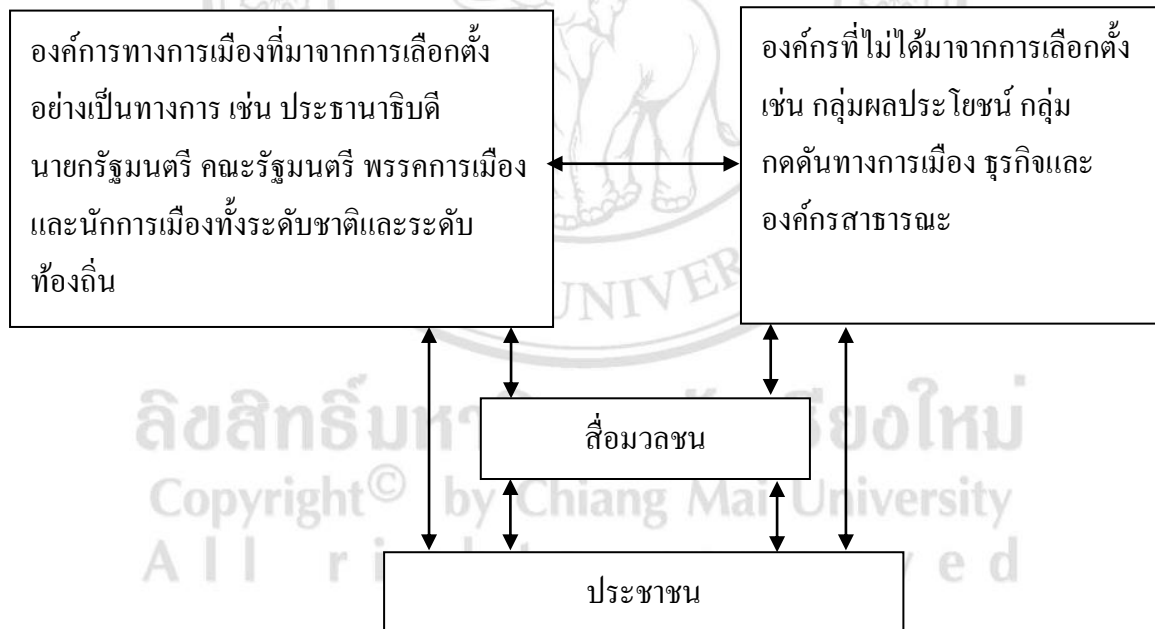 องค์การทางการเมืองที่มาจากการเลือกตั้ง
อย่างเป็นทางการ เช่น ประธานาธิบดี
นายกรัฐมนตรี คณะรัฐมนตรี พรรคการเมือง
และนักการเมืองทั้งระดับชาติและระดับ
ท้องถิ่น
องค์กรที่ไม่ได้มาจากการเลือกตั้ง
เช่น กลุ่มผลประโยชน์ กลุ่ม
กดดันทางการเมือง ธุรกิจและ
องค์กรสาธารณะ
UNIVER
สื่อมวลชน
ลิขสิทธิ์มหา ยงใหม่
Copyright© by Chiang Mai University
All
ประชาชน